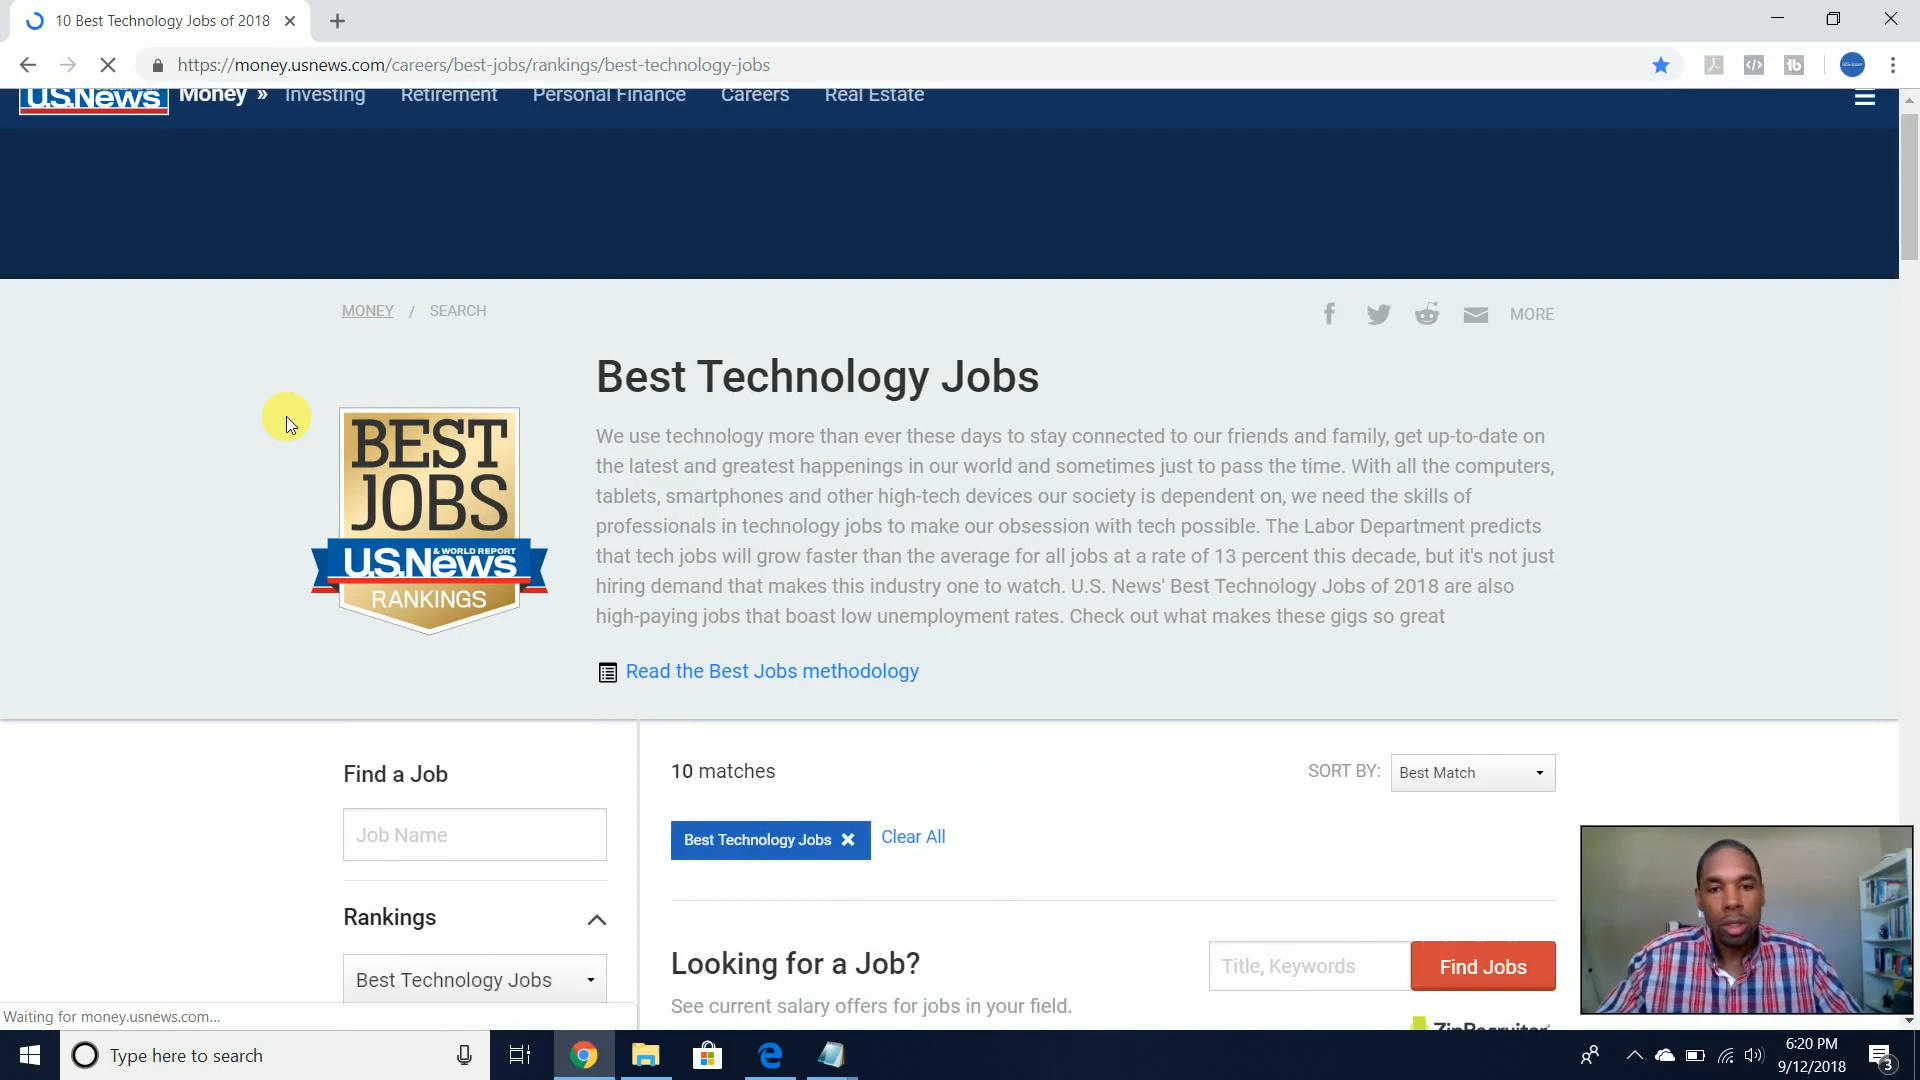 10 Best Technology Jobs of 2018
https://money.usnews.com/careers/best-jobs/rankings/best-technology-jobs
U.S.News Money » Investing Retirement Personal Finance Careers Real Estate
MONEY / SEARCH
MORE
Best Technology Jobs
BEST
JOBS
U.S.News & WORLD REPORT
RANKINGS
We use technology more than ever these days to stay connected to our friends and family, get up-to-date on
the latest and greatest happenings in our world and sometimes just to pass the time. With all the computers,
tablets, smartphones and other high-tech devices our society is dependent on, we need the skills of
professionals in technology jobs to make our obsession with tech possible. The Labor Department predicts
that tech jobs will grow faster than the average for all jobs at a rate of 13 percent this decade, but it's not just
hiring demand that makes this industry one to watch. U.S. News' Best Technology Jobs of 2018 are also
high-paying jobs that boast low unemployment rates. Check out what makes these gigs so great
Read the Best Jobs methodology
Find a Job
Job Name
Rankings
Best Technology Jobs
10 matches
SORT BY: Best Match
Best Technology Jobs Clear All
Looking for a Job?
See current salary offers for jobs in your field.
Title, Keywords Find Jobs
ZipRecruiter
Waiting for money.usnews.com...
Type here to search
6:20 PM
9/12/2018
3